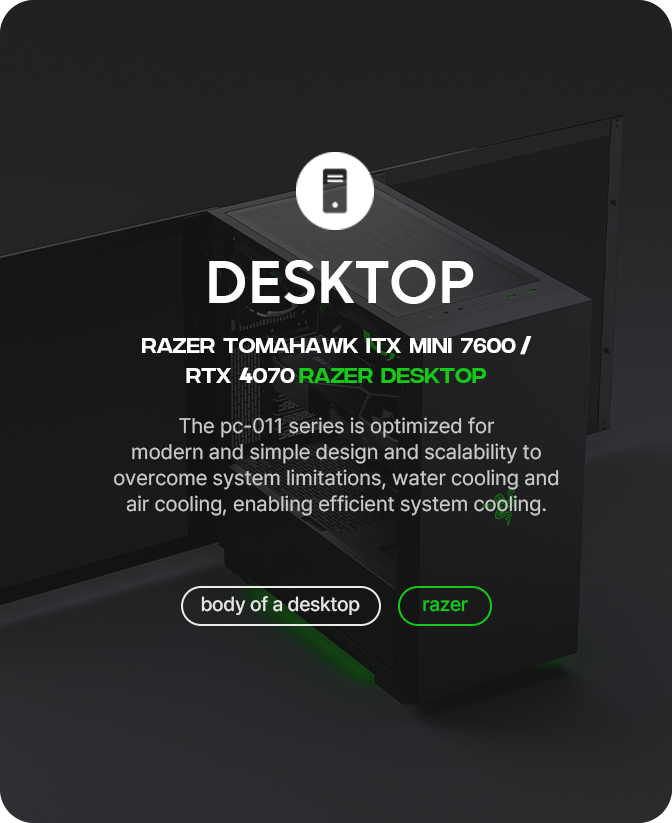 DESKTOP
RAZER TOMAHAWK ITX MINI 7600 /
RTX 4070 RAZER DESKTOP
The pc-011 series is optimized for
modern and simple design and scalability to
overcome system limitations, water cooling and
air cooling, enabling efficient system cooling.
body of a desktop
razer